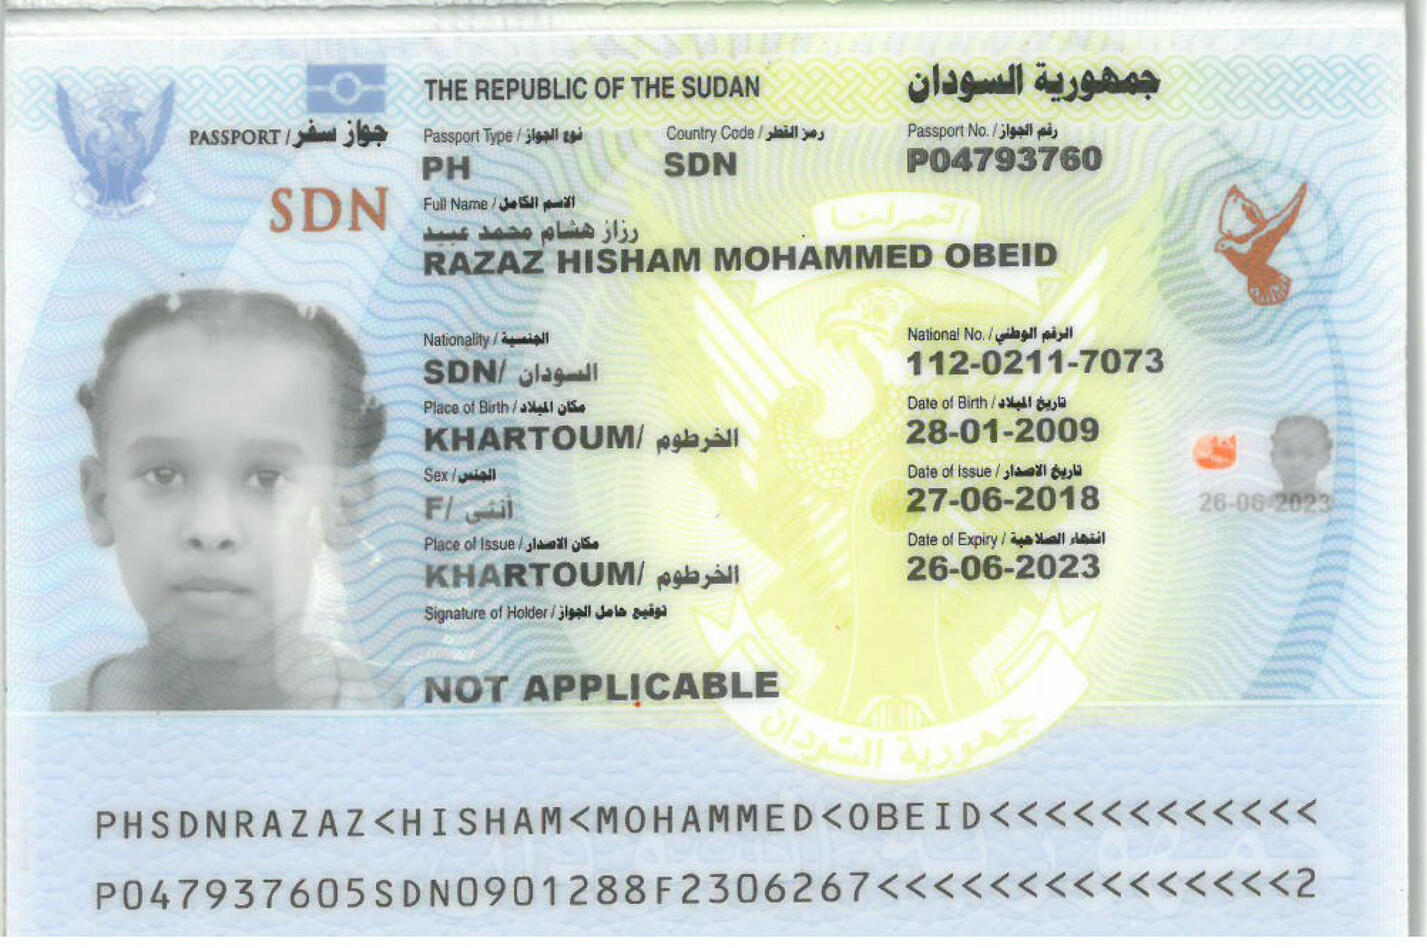 THE REPUBLIC OF THE SUDAN
جمهورية السودان
PASSPORT / جواز سفر
SDN
Passport Type / نوع الجواز
PH
Country Code / رمز القطر
SDN
Passport No. / رقم الجواز
P04793760
Full Name / الاسم الكامل
رزاز هشام محمد عبيد
RAZAZ HISHAM MOHAMMED OBEID
النصر لنا
Nationality / الجنسية
SDN/ السودان
National No. / الرقم الوطني
112-0211-7073
Place of Birth / مكان الميلاد
KHARTOUM/ الخرطوم
Date of Birth / تاريخ الميلاد
28-01-2009
Sex / الجنس
F/ أنثى
Date of Issue / تاريخ الاصدار
27-06-2018
26-06-2023
Place of Issue / مكان الاصدار
KHARTOUM/ الخرطوم
Date of Expiry / انتهاء الصلاحية
26-06-2023
Signature of Holder / توقيع حامل الجواز
NOT APPLICABLE
جمهورية السودان
PHSDNRAZAZ<HISHAM<MOHAMMED<OBEID<<<<<<<<<<<<
P047937605SDN0901288F2306267<<<<<<<<<<<<<<<2